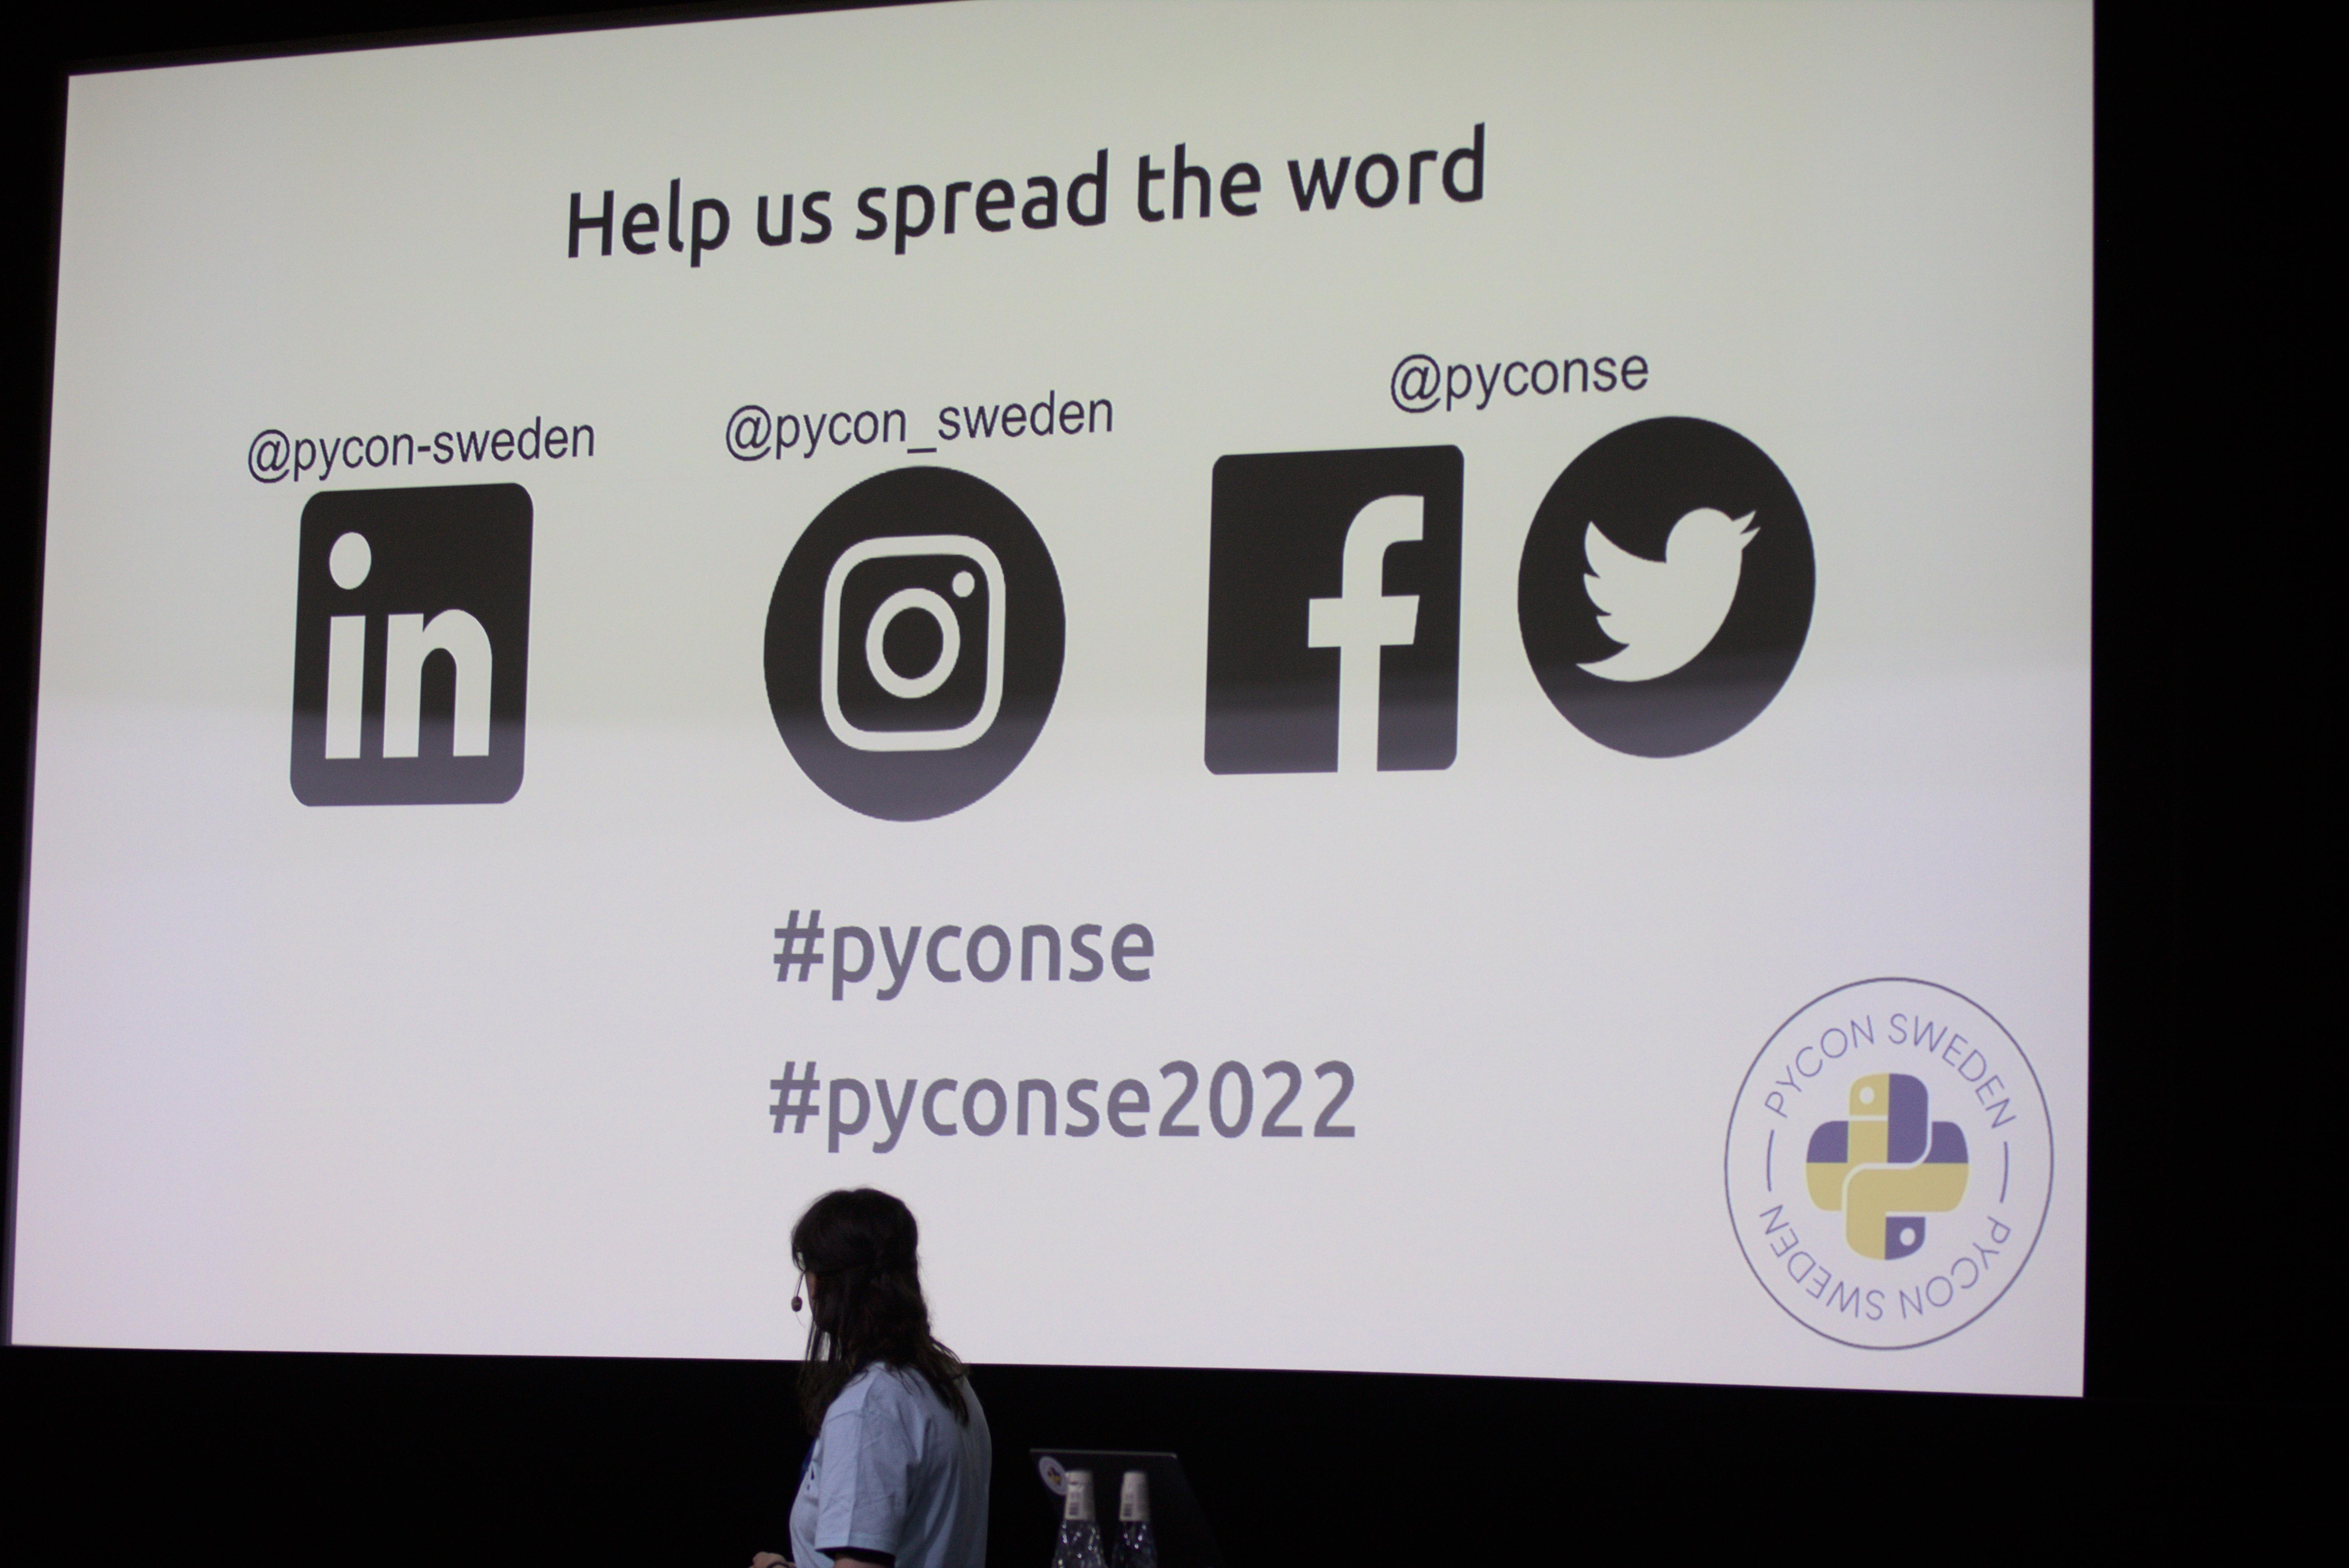 Help us spread the word
@pycon-sweden
@pycon_sweden
@pyconse
in
f
#pyconse
#pyconse2022
PYCON SWEDEN
PYCON SWEDEN